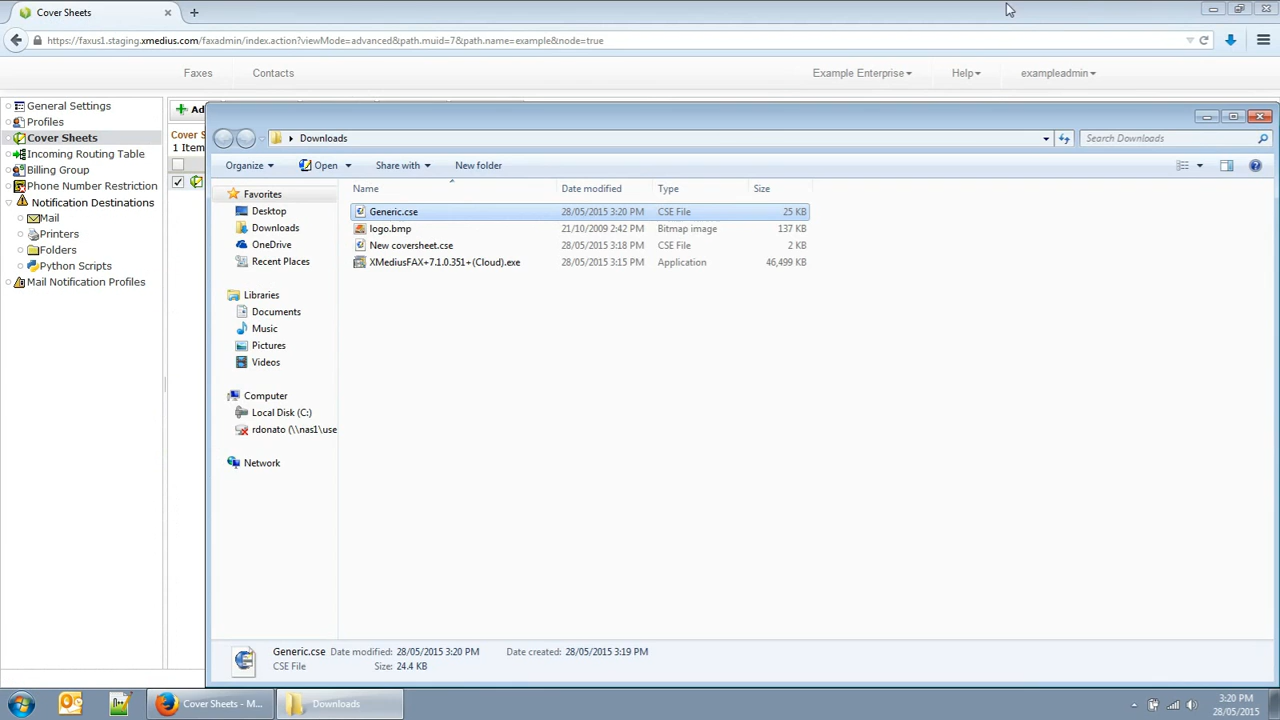 Cover Sheets × +
https://faxus1.staging.xmedius.com/faxadmin/index.action?viewMode=advanced&path.muid=7&path.name=example&node=true
Faxes Contacts Example Enterprise Help exampleadmin
General Settings
Profiles
Cover Sheets
Incoming Routing Table
Billing Group
Phone Number Restriction
Notification Destinations
Mail
Printers
Folders
Python Scripts
Mail Notification Profiles
Ad
Cover S
1 Item
Downloads Search Downloads
Organize Open Share with New folder
Favorites
Desktop
Downloads
OneDrive
Recent Places
Libraries
Documents
Music
Pictures
Videos
Computer
Local Disk (C:)
rdonato (\\nas1\use
Network
Name Date modified Type Size
Generic.cse 28/05/2015 3:20 PM CSE File 25 KB
logo.bmp 21/10/2009 2:42 PM Bitmap image 137 KB
New coversheet.cse 28/05/2015 3:18 PM CSE File 2 KB
XMediusFAX+7.1.0.351+(Cloud).exe 28/05/2015 3:15 PM Application 46,499 KB
Generic.cse Date modified: 28/05/2015 3:20 PM Date created: 28/05/2015 3:19 PM
CSE File Size: 24.4 KB
Cover Sheets - M... Downloads
3:20 PM
28/05/2015